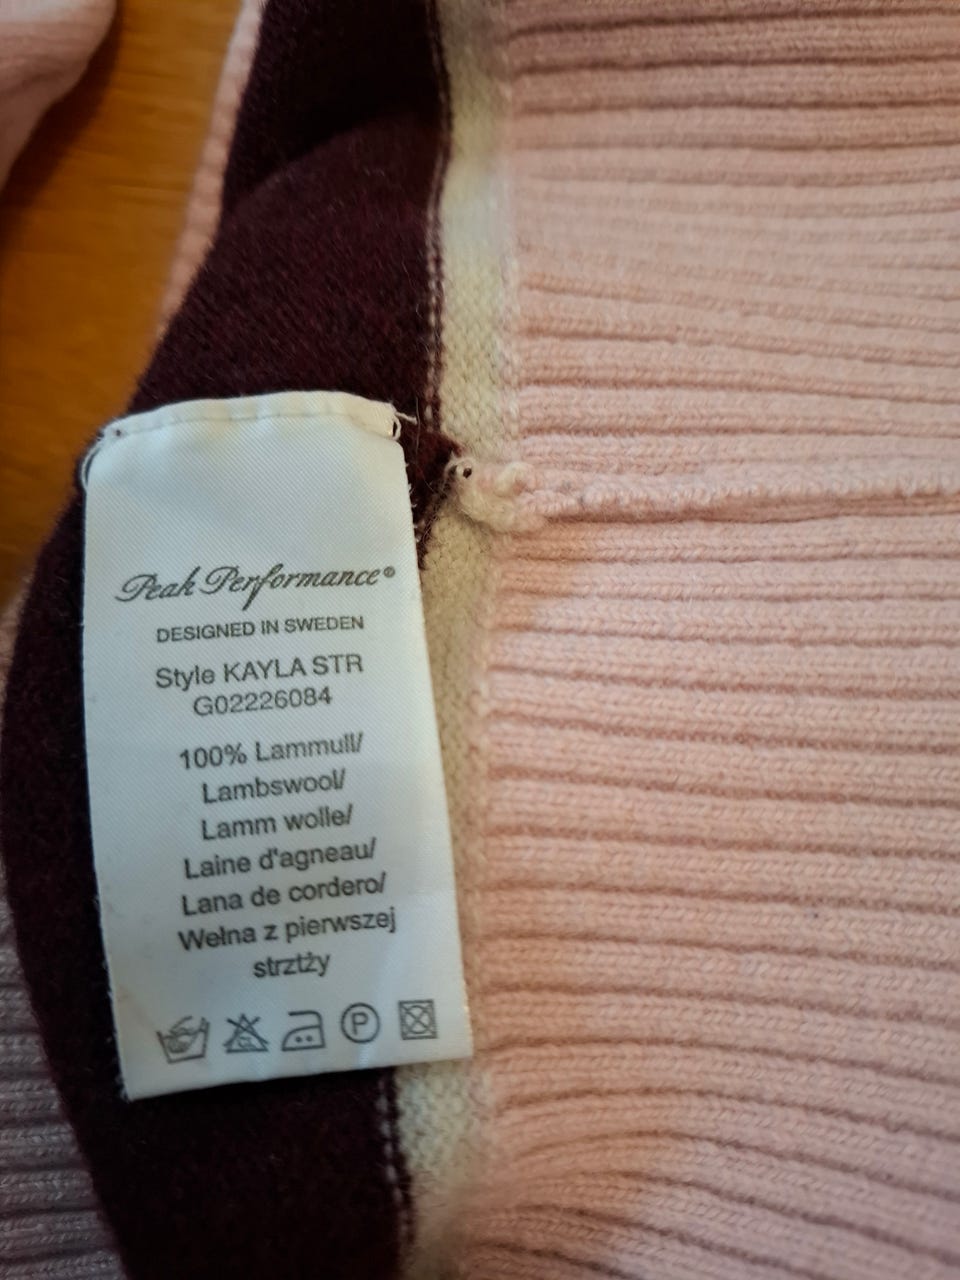 Peak Performance®
DESIGNED IN SWEDEN
Style KAYLA STR
G02226084
100% Lammull/
Lambswool/
Lamm wolle/
Laine d'agneau/
Lana de cordero/
Wełna z pierwszej
strztży
P